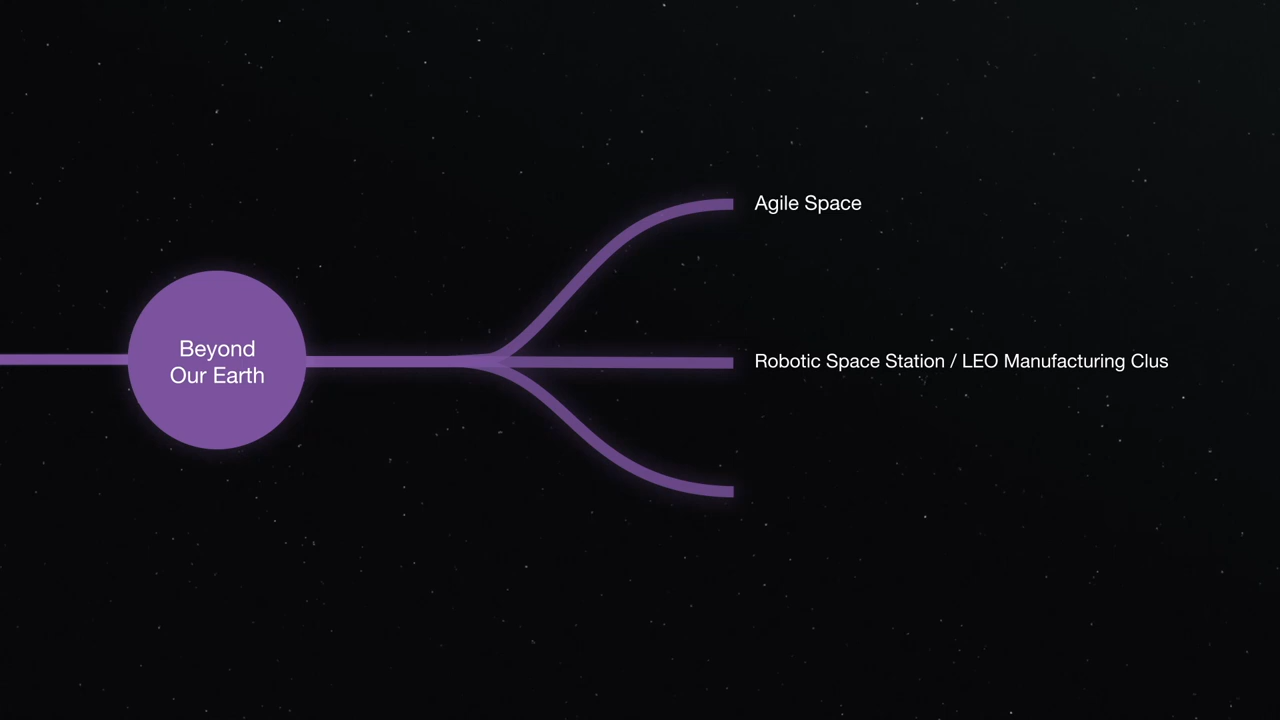 Beyond
Our Earth
Agile Space
Robotic Space Station / LEO Manufacturing Clus